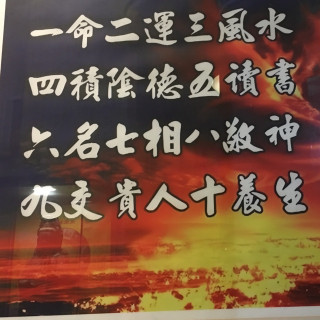 一命二運三風水
四積陰德五讀書
六名七相八敬神
九交貴人十養生